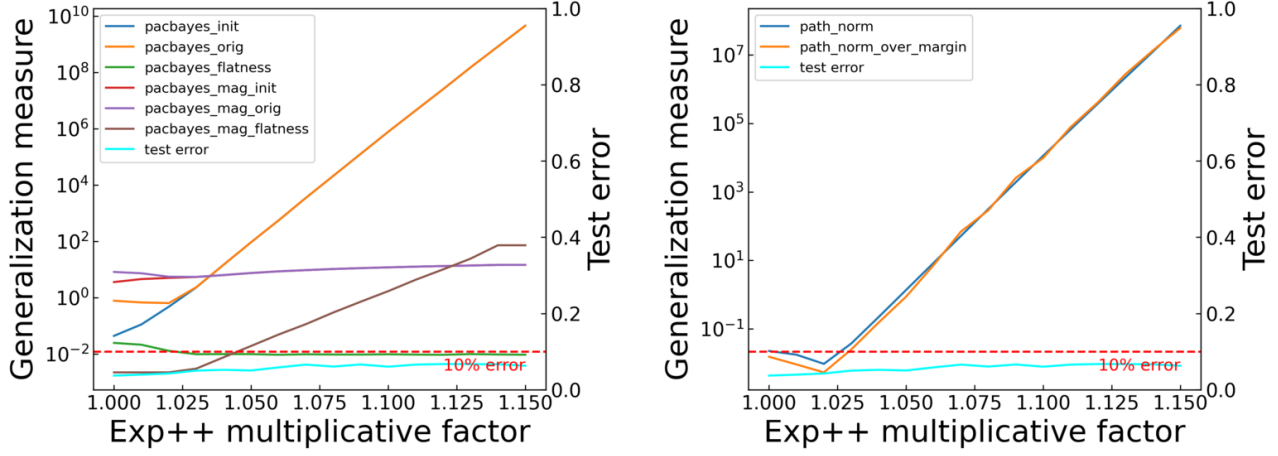 Generalization measure
10^10
10^8
10^6
10^4
10^2
10^0
10^−2
pacbayes_init
pacbayes_orig
pacbayes_flatness
pacbayes_mag_init
pacbayes_mag_orig
pacbayes_mag_flatness
test error
10% error
1.0
0.8
0.6
0.4
0.2
0.0
Test error
1.000 1.025 1.050 1.075 1.100 1.125 1.150
Exp++ multiplicative factor
Generalization measure
10^7
10^5
10^3
10^1
10^−1
path_norm
path_norm_over_margin
test error
10% error
1.0
0.8
0.6
0.4
0.2
0.0
Test error
1.000 1.025 1.050 1.075 1.100 1.125 1.150
Exp++ multiplicative factor